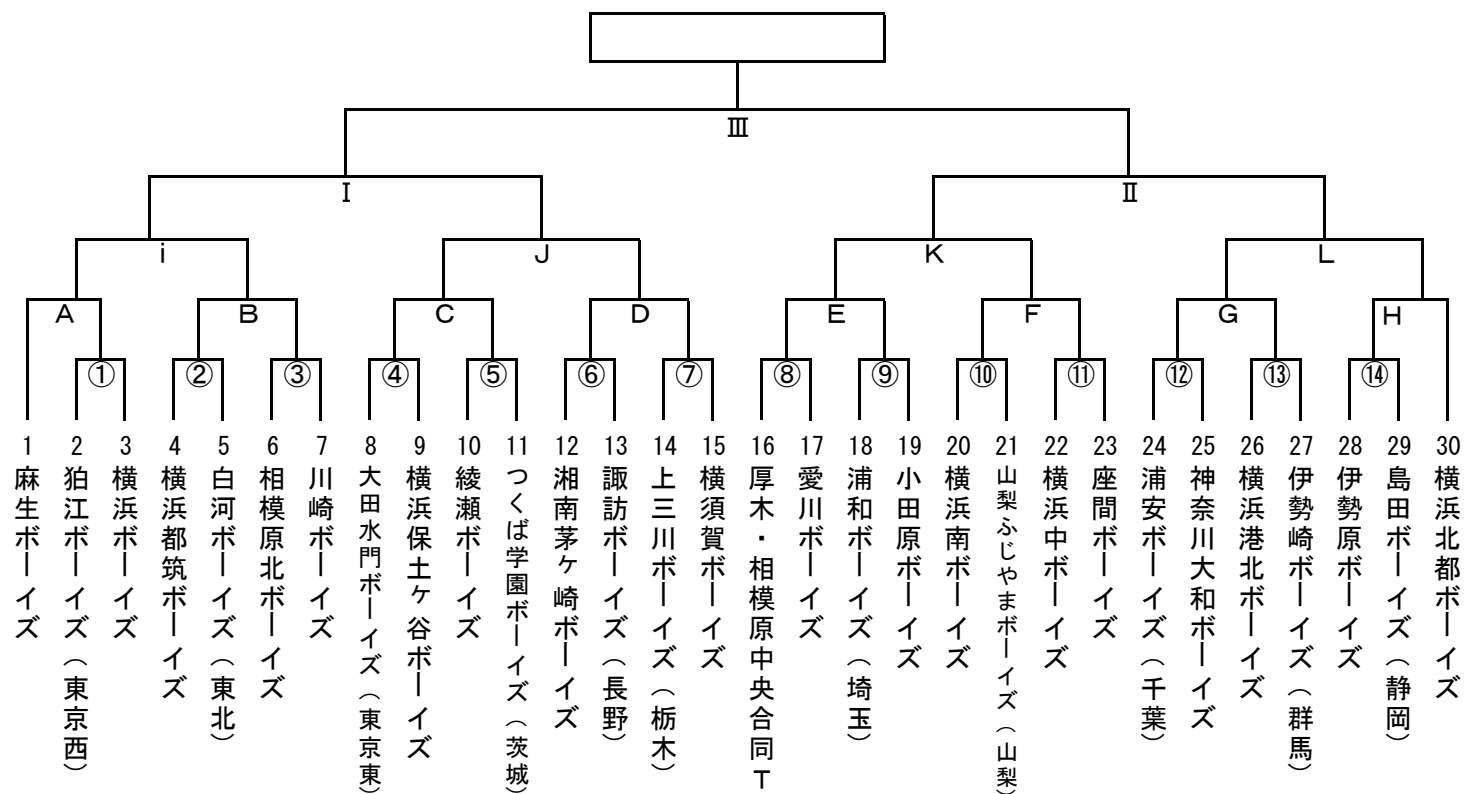 Ⅲ
Ⅰ
Ⅱ
i
J
K
L
A
B
C
D
E
F
G
H
①
②
③
④
⑤
⑥
⑦
⑧
⑨
⑩
⑪
⑫
⑬
⑭
1 麻生ボーイズ
2 狛江ボーイズ（東京西）
3 横浜ボーイズ
4 横浜都筑ボーイズ
5 白河ボーイズ（東北）
6 相模原北ボーイズ
7 川崎ボーイズ
8 大田水門ボーイズ（東京東）
9 横浜保土ヶ谷ボーイズ
10 綾瀬ボーイズ
11 つくば学園ボーイズ（茨城）
12 湘南茅ヶ崎ボーイズ
13 諏訪ボーイズ（長野）
14 上三川ボーイズ（栃木）
15 横須賀ボーイズ
16 厚木・相模原中央合同T
17 愛川ボーイズ
18 浦和ボーイズ（埼玉）
19 小田原ボーイズ
20 横浜南ボーイズ
21 山梨ふじやまボーイズ（山梨）
22 横浜中ボーイズ
23 座間ボーイズ
24 浦安ボーイズ（千葉）
25 神奈川大和ボーイズ
26 横浜港北ボーイズ
27 伊勢崎ボーイズ（群馬）
28 伊勢原ボーイズ
29 島田ボーイズ（静岡）
30 横浜北都ボーイズ